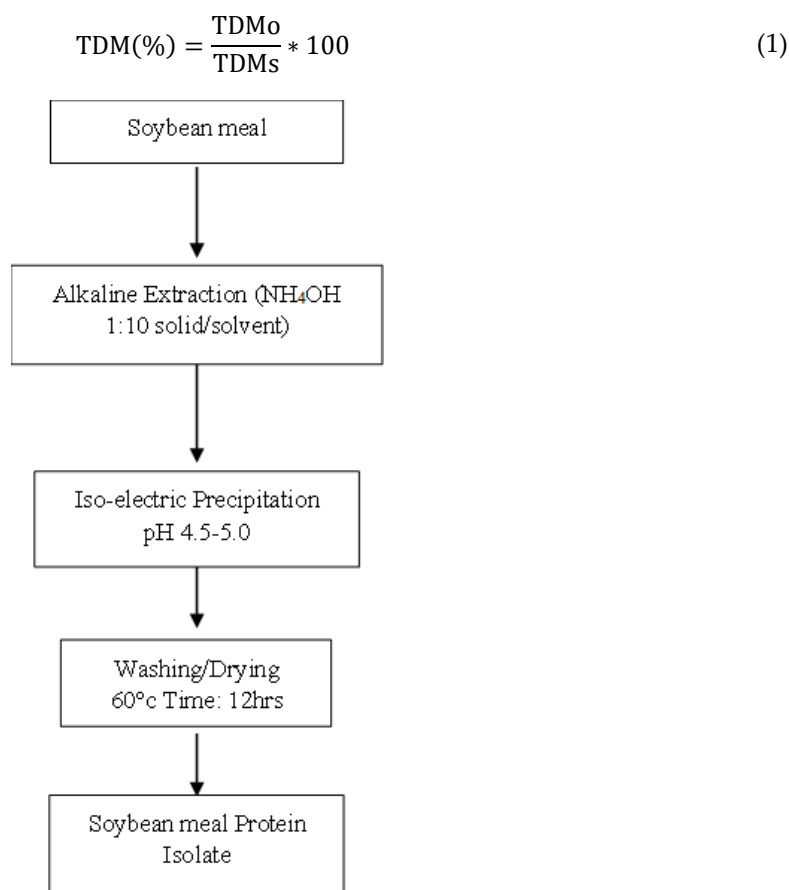 TDM(%) = TDMo / TDMs * 100 (1)
Soybean meal
Alkaline Extraction (NH₄OH
1:10 solid/solvent)
Iso-electric Precipitation
pH 4.5-5.0
Washing/Drying
60°c Time: 12hrs
Soybean meal Protein
Isolate